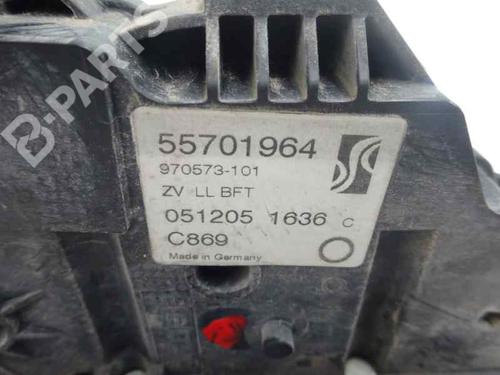 55701964
970573-101
ZV LL BFT
051205 1636 C
C869
Made in Germany
B-PARTS